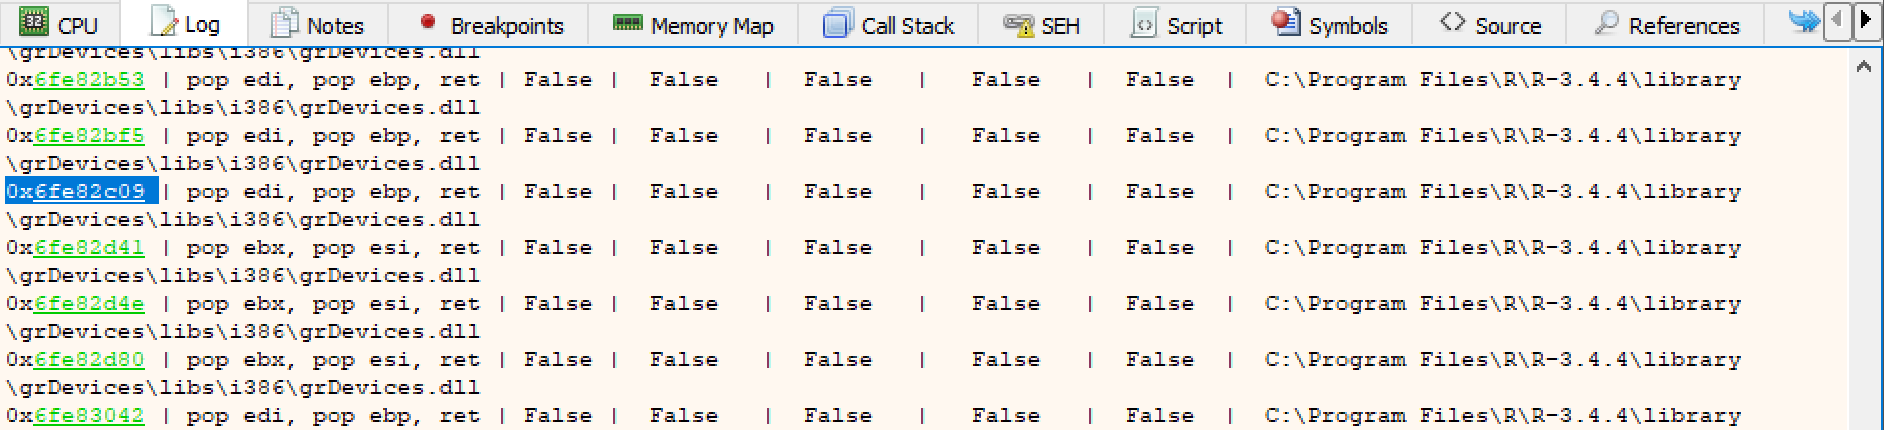 CPU Log Notes Breakpoints Memory Map Call Stack SEH Script Symbols Source References
\grDevices\libs\i386\grDevices.dll
0x6fe82b53 | pop edi, pop ebp, ret | False | False | False | False | False | C:\Program Files\R\R-3.4.4\library
\grDevices\libs\i386\grDevices.dll
0x6fe82bf5 | pop edi, pop ebp, ret | False | False | False | False | False | C:\Program Files\R\R-3.4.4\library
\grDevices\libs\i386\grDevices.dll
0x6fe82c09 | pop edi, pop ebp, ret | False | False | False | False | False | C:\Program Files\R\R-3.4.4\library
\grDevices\libs\i386\grDevices.dll
0x6fe82d41 | pop ebx, pop esi, ret | False | False | False | False | False | C:\Program Files\R\R-3.4.4\library
\grDevices\libs\i386\grDevices.dll
0x6fe82d4e | pop ebx, pop esi, ret | False | False | False | False | False | C:\Program Files\R\R-3.4.4\library
\grDevices\libs\i386\grDevices.dll
0x6fe82d80 | pop ebx, pop esi, ret | False | False | False | False | False | C:\Program Files\R\R-3.4.4\library
\grDevices\libs\i386\grDevices.dll
0x6fe83042 | pop edi, pop ebp, ret | False | False | False | False | False | C:\Program Files\R\R-3.4.4\library